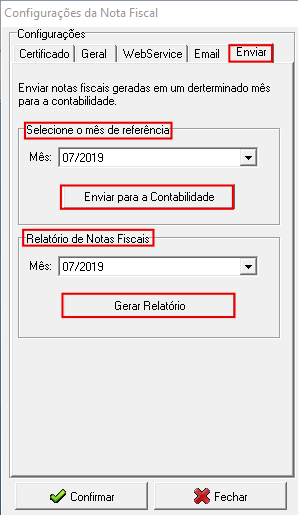 Configurações da Nota Fiscal
Configurações
Certificado Geral WebService Email Enviar
Enviar notas fiscais geradas em um derterminado mês
para a contabilidade.
Selecione o mês de referência
Mês: 07/2019
Enviar para a Contabilidade
Relatório de Notas Fiscais
Mês: 07/2019
Gerar Relatório
Confirmar Fechar